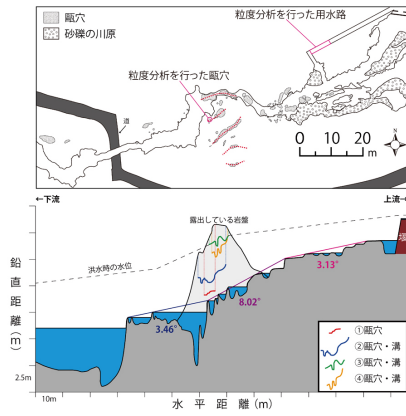 甌穴
砂礫の川原
粒度分析を行った用水路
粒度分析を行った甌穴
道
0 10 20
m
←下流
上流→
露出している岩盤
洪水時の水位
3.13°
8.02°
3.46°
鉛直距離(m)
①甌穴
②甌穴・溝
③甌穴・溝
④甌穴・溝
2.5m
10m
水平距離(m)